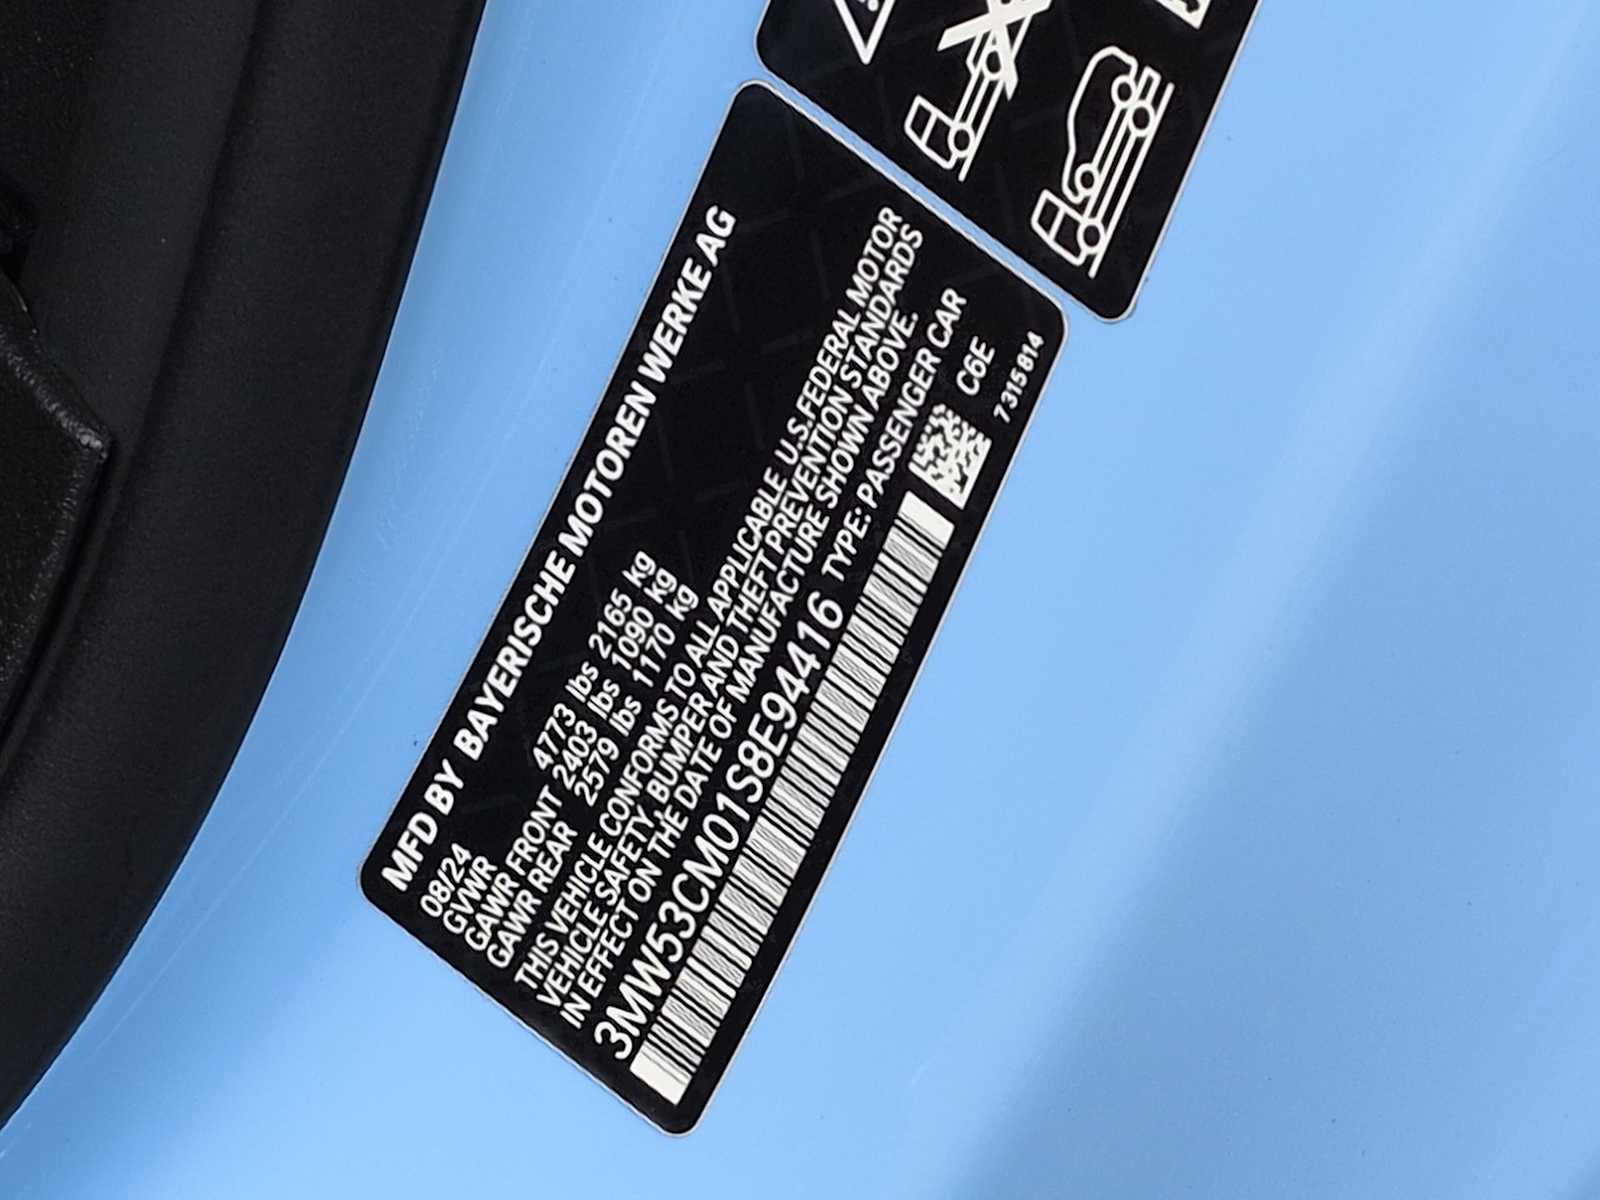 MFD BY BAYERISCHE MOTOREN WERKE AG
08/24
GVWR 4773 lbs 2165 kg
GAWR FRONT 2403 lbs 1090 kg
GAWR REAR 2579 lbs 1170 kg
THIS VEHICLE CONFORMS TO ALL APPLICABLE U.S. FEDERAL MOTOR
VEHICLE SAFETY, BUMPER AND THEFT PREVENTION STANDARDS
IN EFFECT ON THE DATE OF MANUFACTURE SHOWN ABOVE.
3MW53CM01S8E94416 TYPE: PASSENGER CAR
C6E
7315814